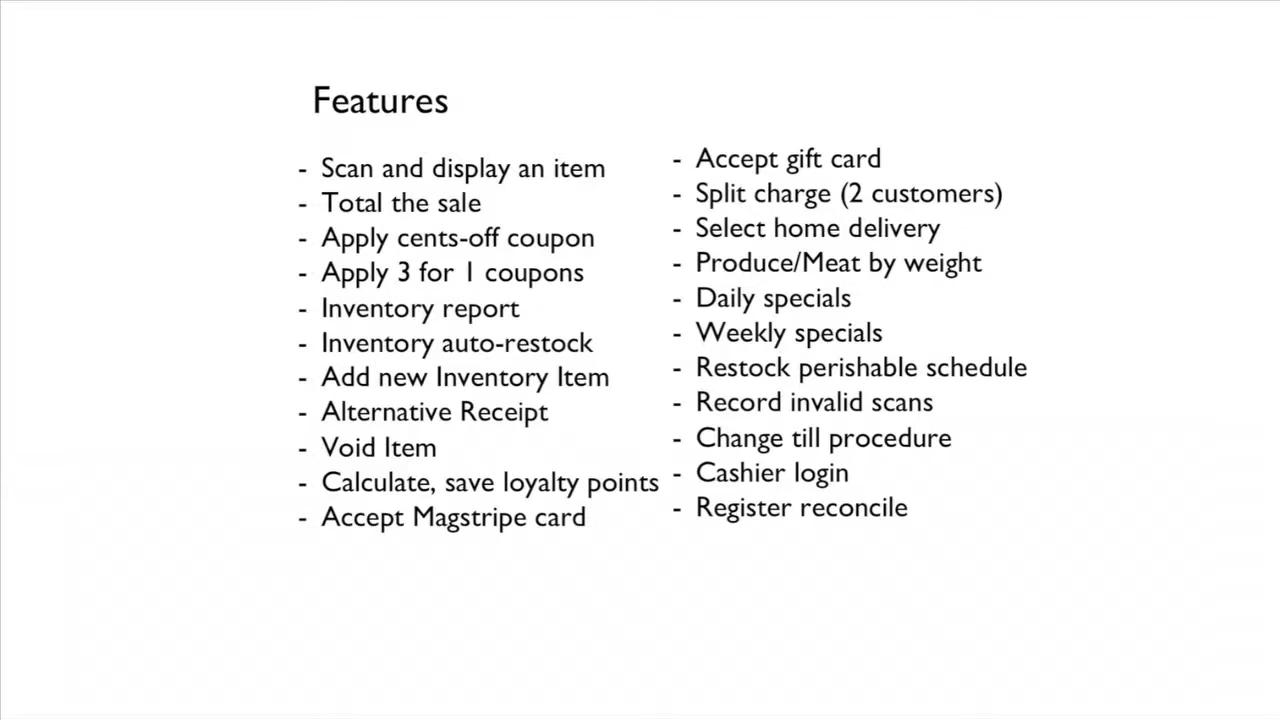 Features
- Scan and display an item
- Total the sale
- Apply cents-off coupon
- Apply 3 for 1 coupons
- Inventory report
- Inventory auto-restock
- Add new Inventory Item
- Alternative Receipt
- Void Item
- Calculate, save loyalty points
- Accept Magstripe card
- Accept gift card
- Split charge (2 customers)
- Select home delivery
- Produce/Meat by weight
- Daily specials
- Weekly specials
- Restock perishable schedule
- Record invalid scans
- Change till procedure
- Cashier login
- Register reconcile